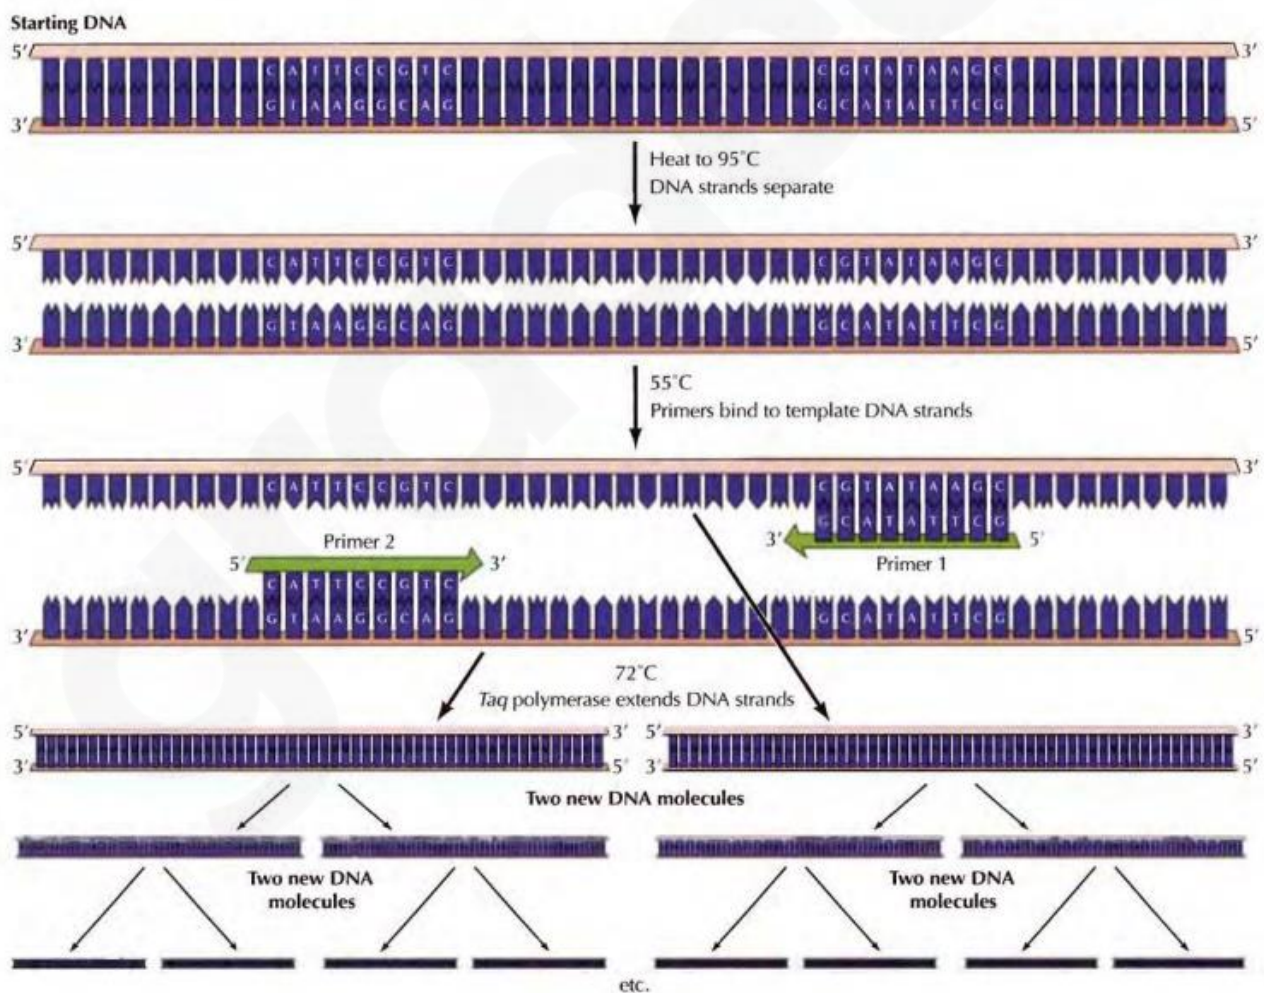 Starting DNA
5′ 3′
C A T T C C G T C C G T A T A A G C
G T A A G G C A G G C A T A T T C G
3′ 5′
Heat to 95°C
DNA strands separate
5′ 3′
C A T T C C G T C C G T A T A A G C
G T A A G G C A G G C A T A T T C G
3′ 5′
55°C
Primers bind to template DNA strands
5′ 3′
C A T T C C G T C C G T A T A A G C
G C A T A T T C G
3′ 5′
Primer 2 Primer 1
5′ 3′
C A T T C C G T C
G T A A G G C A G G C A T A T T C G
3′ 5′
72°C
Taq polymerase extends DNA strands
5′ 3′ 5′ 3′
3′ 5′ 3′ 5′
Two new DNA molecules
Two new DNA
molecules
Two new DNA
molecules
etc.